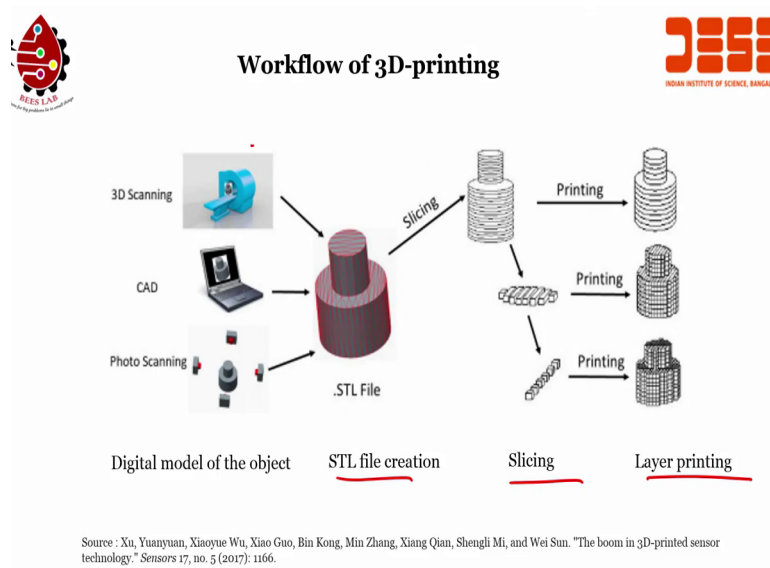 Workflow of 3D-printing
BEES LAB
INDIAN INSTITUTE OF SCIENCE, BANGAL
3D Scanning
CAD
Photo Scanning
.STL File
Slicing
Printing
Printing
Printing
Digital model of the object
STL file creation
Slicing
Layer printing
Source : Xu, Yuanyuan, Xiaoyue Wu, Xiao Guo, Bin Kong, Min Zhang, Xiang Qian, Shengli Mi, and Wei Sun. "The boom in 3D-printed sensor
technology." Sensors 17, no. 5 (2017): 1166.